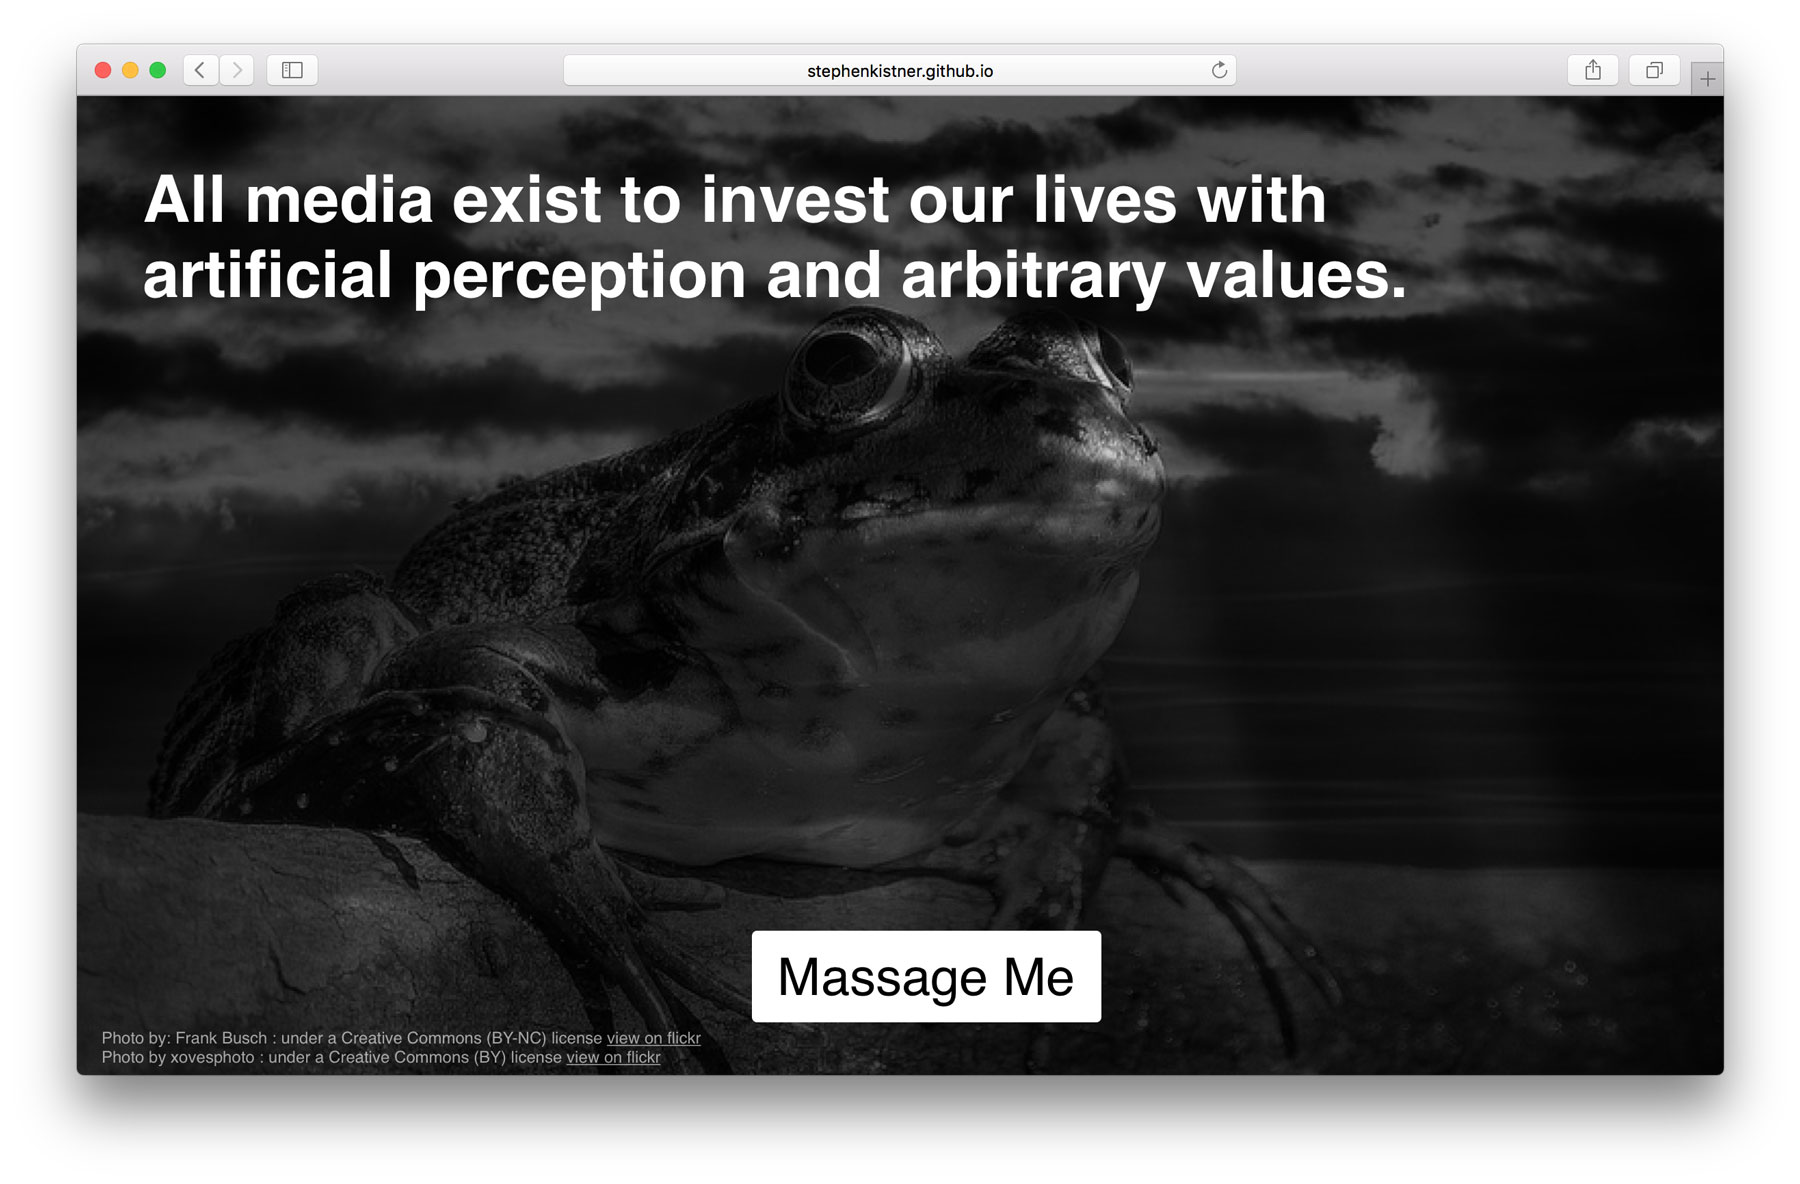 stephenkistner.github.io
All media exist to invest our lives with
artificial perception and arbitrary values.
Massage Me
Photo by: Frank Busch : under a Creative Commons (BY-NC) license view on flickr
Photo by xovesphoto : under a Creative Commons (BY) license view on flickr